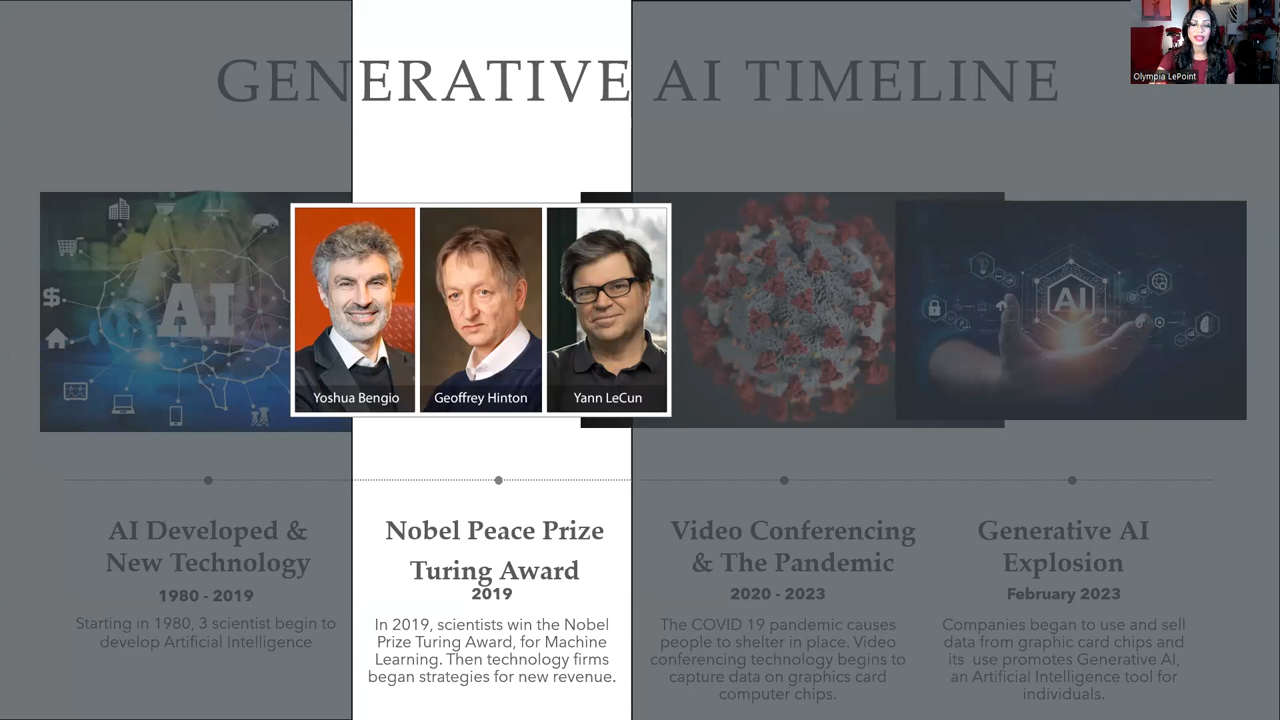 GENERATIVE AI TIMELINE
Olympia LePoint
AI
$
Yoshua Bengio
Geoffrey Hinton
Yann LeCun
AI
AI Developed &
New Technology
1980 - 2019
Starting in 1980, 3 scientist begin to
develop Artificial Intelligence
Nobel Peace Prize
Turing Award
2019
In 2019, scientists win the Nobel
Prize Turing Award, for Machine
Learning. Then technology firms
began strategies for new revenue.
Video Conferencing
& The Pandemic
2020 - 2023
The COVID 19 pandemic causes
people to shelter in place. Video
conferencing technology begins to
capture data on graphics card
computer chips.
Generative AI
Explosion
February 2023
Companies began to use and sell
data from graphic card chips and
its use promotes Generative AI,
an Artificial Intelligence tool for
individuals.